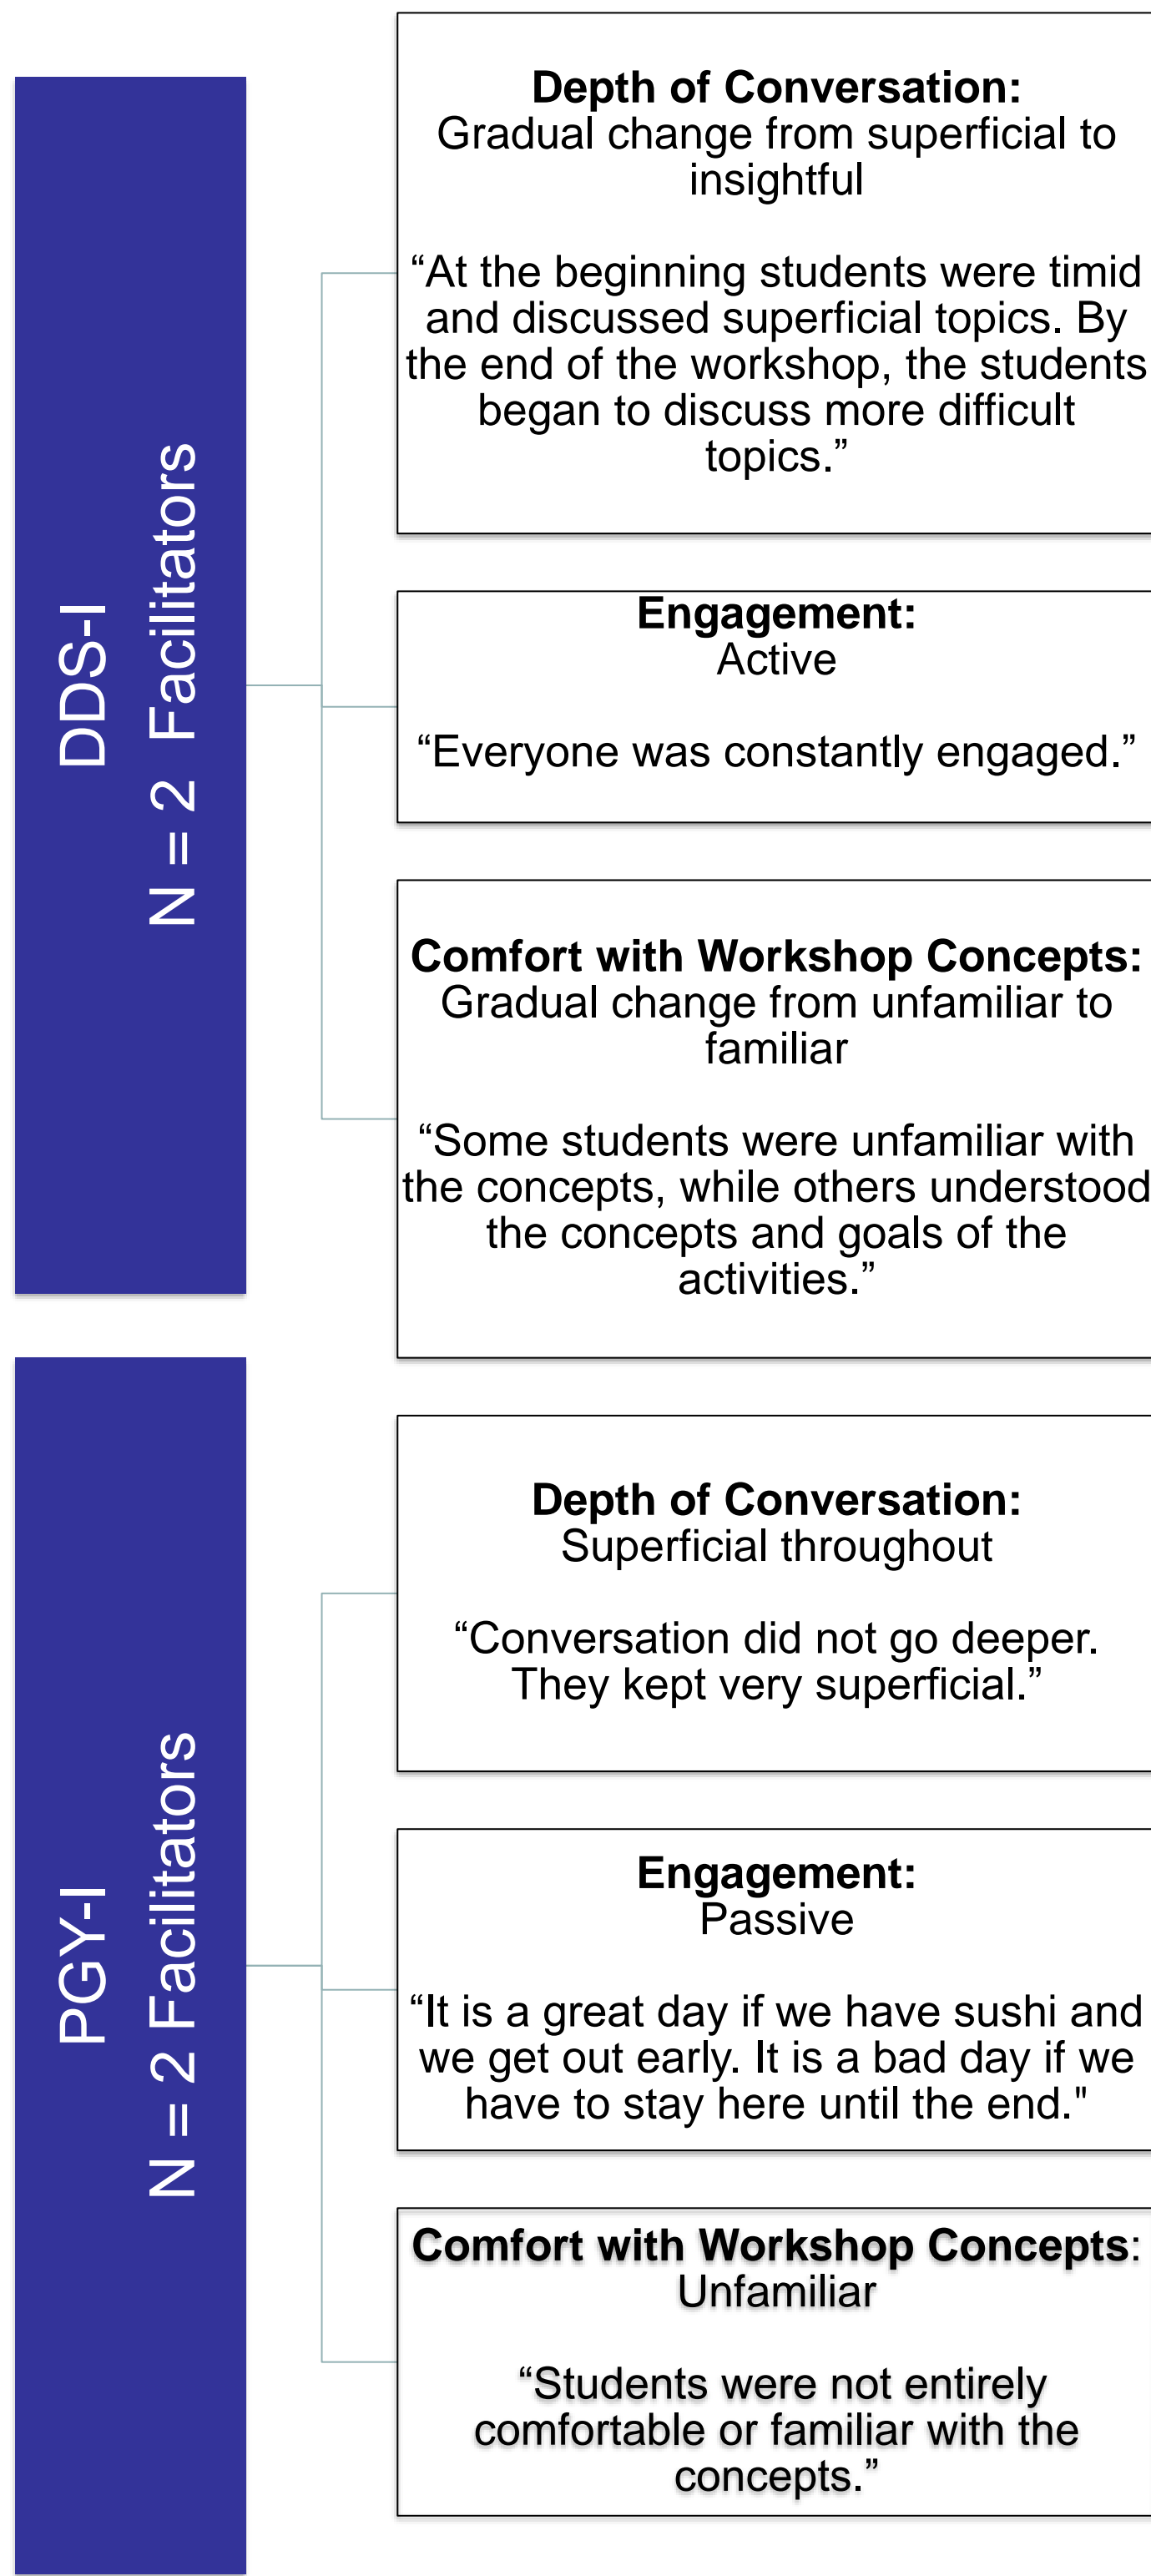 DDS-I
N = 2  Facilitators
Depth of Conversation:
Gradual change from superficial to
insightful
“At the beginning students were timid
and discussed superficial topics. By
the end of the workshop, the students
began to discuss more difficult
topics.”
Engagement:
Active
“Everyone was constantly engaged.”
Comfort with Workshop Concepts:
Gradual change from unfamiliar to
familiar
“Some students were unfamiliar with
the concepts, while others understood
the concepts and goals of the
activities.”
PGY-I
N = 2 Facilitators
Depth of Conversation:
Superficial throughout
“Conversation did not go deeper.
They kept very superficial.”
Engagement:
Passive
“It is a great day if we have sushi and
we get out early. It is a bad day if we
have to stay here until the end."
Comfort with Workshop Concepts:
Unfamiliar
“Students were not entirely
comfortable or familiar with the
concepts.”